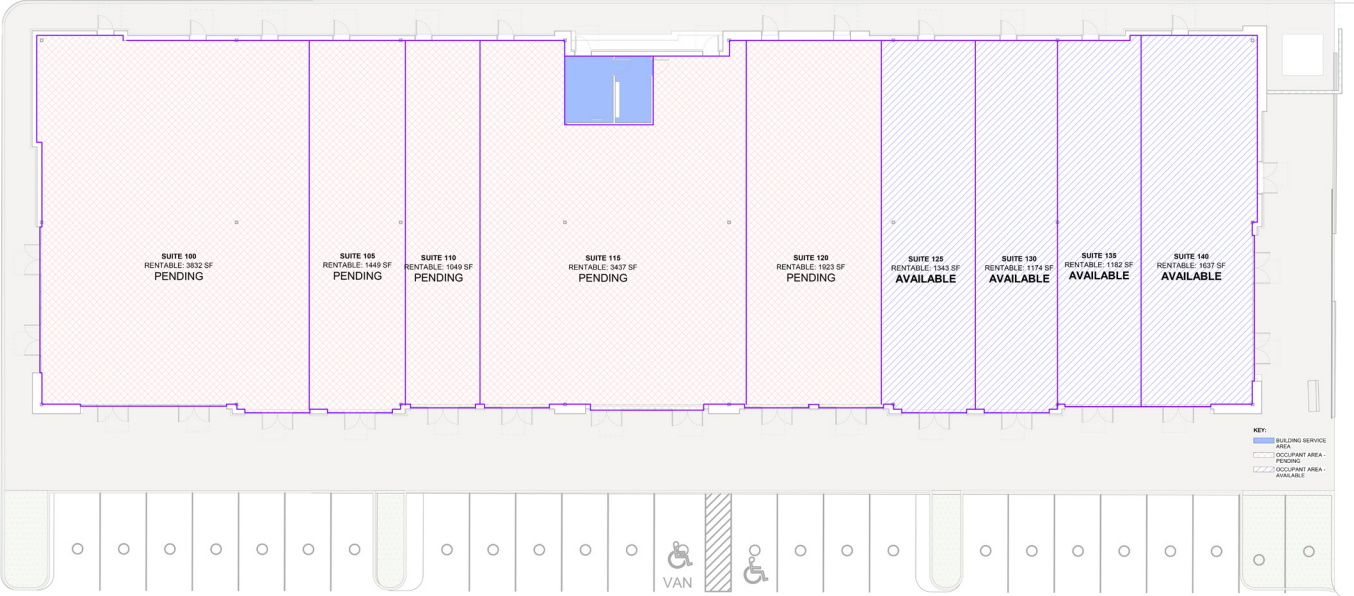 SUITE 100
RENTABLE: 3832 SF
PENDING
SUITE 105
RENTABLE: 1449 SF
PENDING
SUITE 110
RENTABLE: 1049 SF
PENDING
SUITE 115
RENTABLE: 3437 SF
PENDING
SUITE 120
RENTABLE: 1923 SF
PENDING
SUITE 125
RENTABLE: 1343 SF
AVAILABLE
SUITE 130
RENTABLE: 1174 SF
AVAILABLE
SUITE 135
RENTABLE: 1182 SF
AVAILABLE
SUITE 140
RENTABLE: 1637 SF
AVAILABLE
KEY:
BUILDING SERVICE
AREA
OCCUPANT AREA -
PENDING
OCCUPANT AREA -
AVAILABLE
VAN